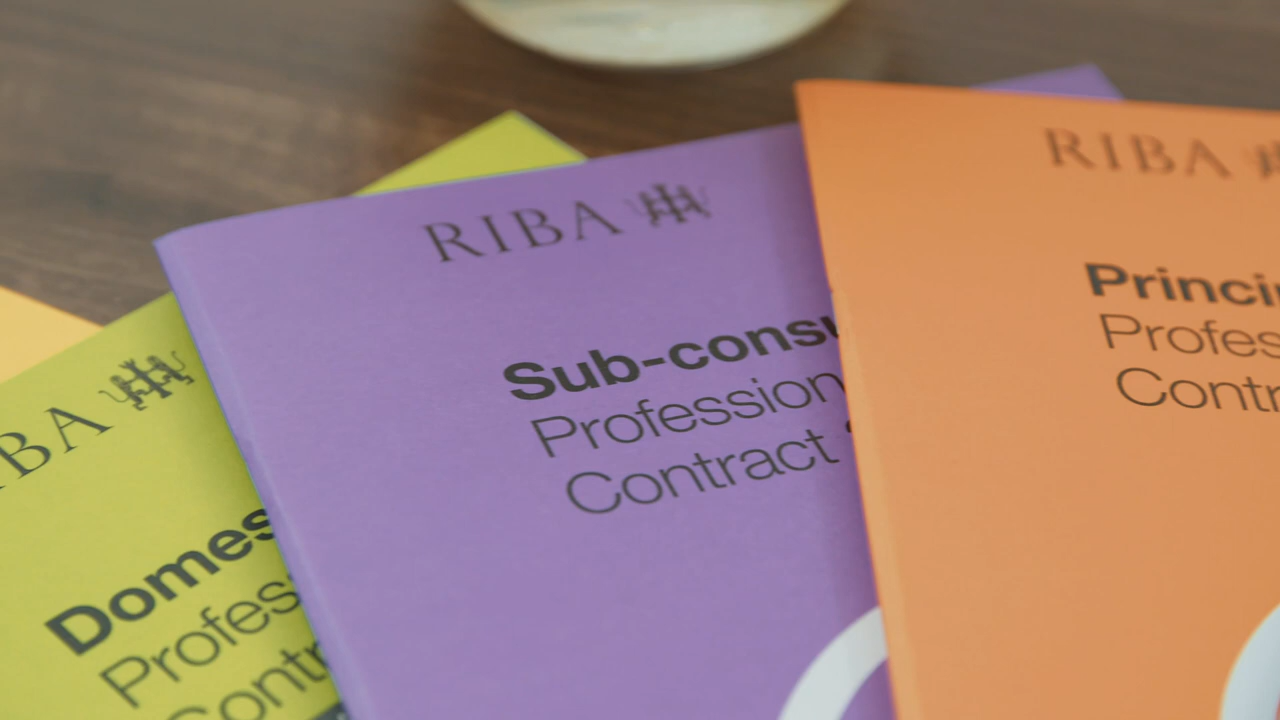 BA
Domes
Profes
Contr
RIBA
Sub-consu
Profession
Contract
RIBA
Princi
Profes
Contr